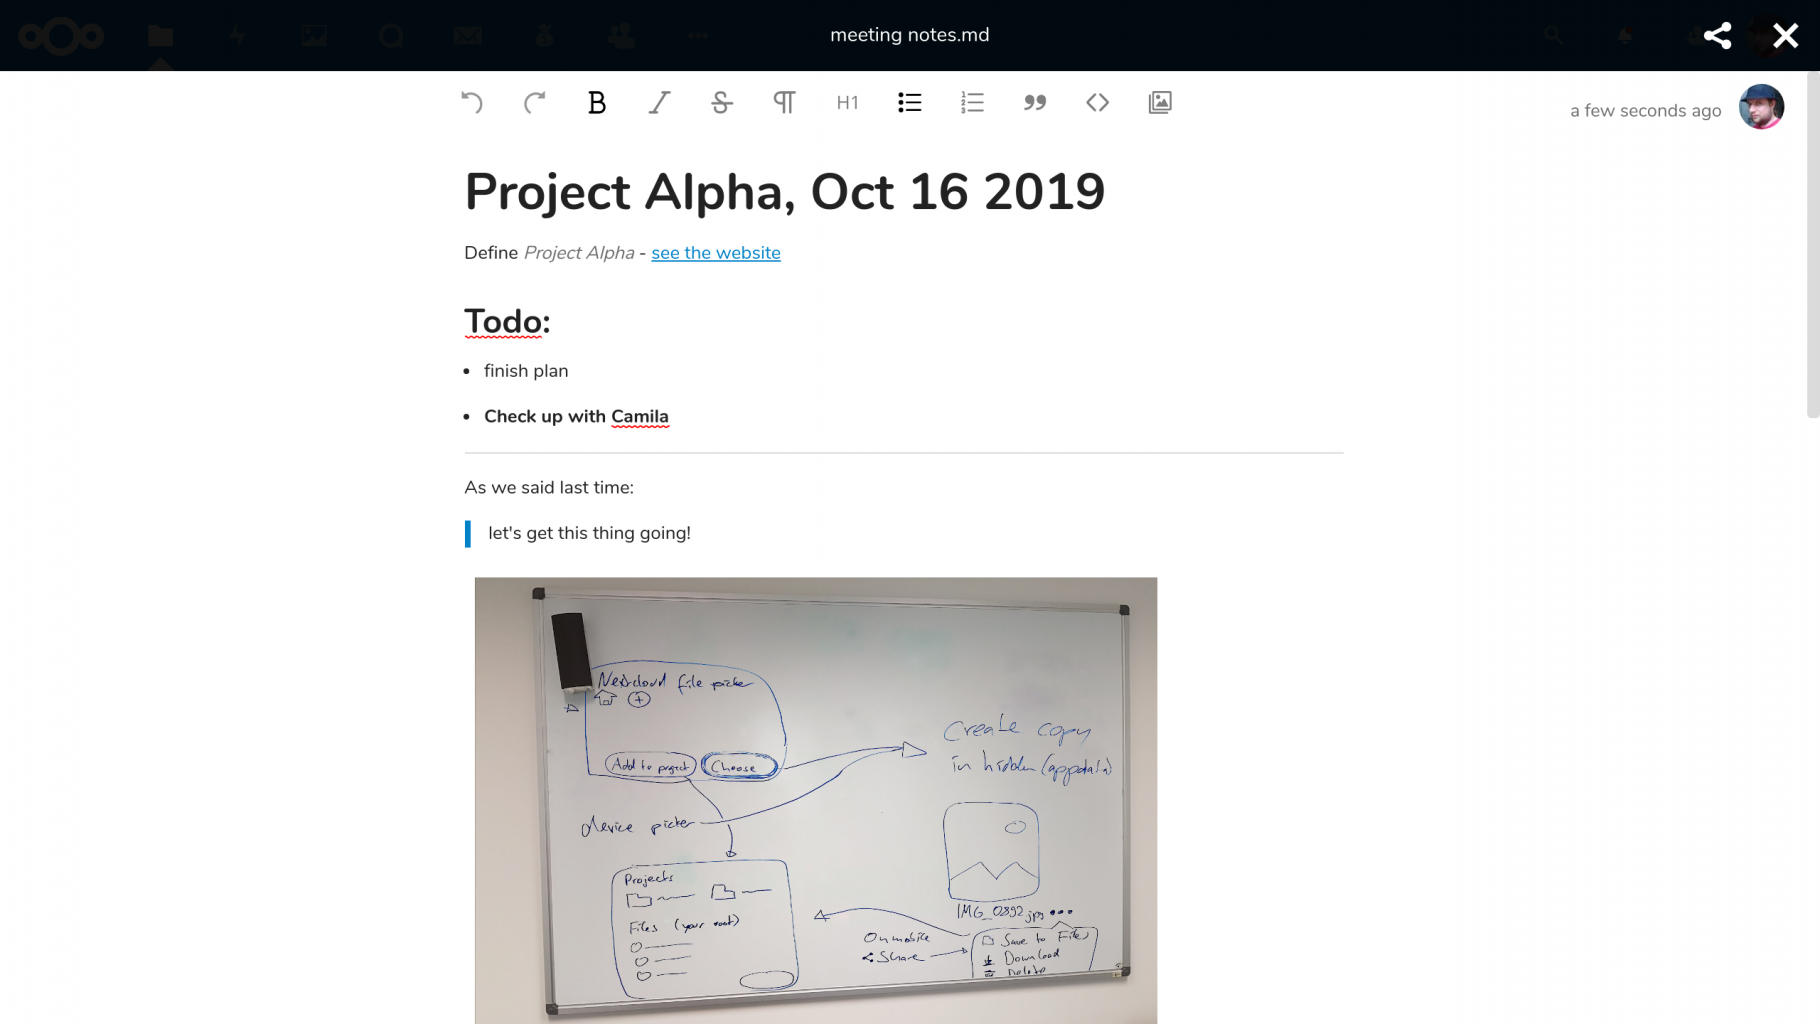 meeting notes.md
H1
a few seconds ago
Project Alpha, Oct 16 2019
Define Project Alpha - see the website
Todo:
• finish plan
• Check up with Camila
As we said last time:
let's get this thing going!
Nextcloud file picker
Add to project Choose
Create copy
in hidden (appdata)
device picker
Projects
Files (your root)
IMG_0892.jpg •••
On mobile
Share
Save to Files
Download
Delete